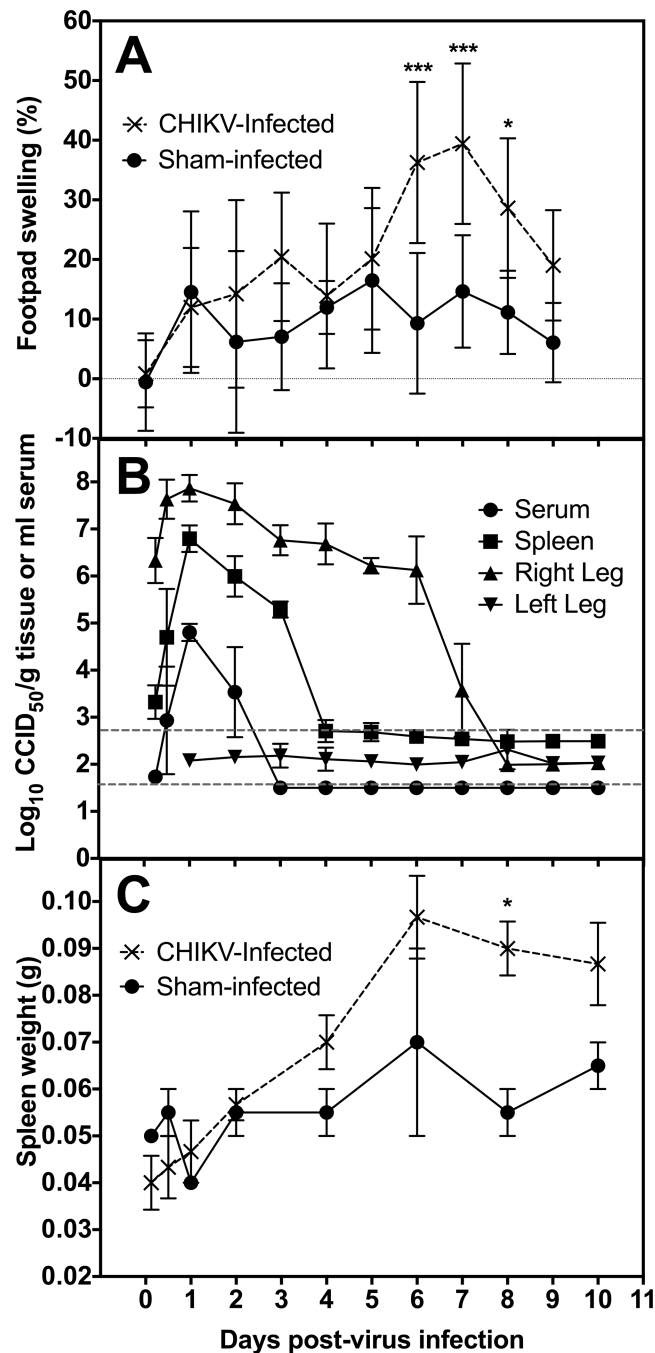 A
60
50
40
30
20
10
0
-10
Footpad swelling (%)
CHIKV-Infected
Sham-infected
***
***
*
B
8
7
6
5
4
3
2
1
0
Log10 CCID50/g tissue or ml serum
Serum
Spleen
Right Leg
Left Leg
C
0.10
0.09
0.08
0.07
0.06
0.05
0.04
0.03
0.02
Spleen weight (g)
CHIKV-Infected
Sham-infected
*
0 1 2 3 4 5 6 7 8 9 10 11
Days post-virus infection